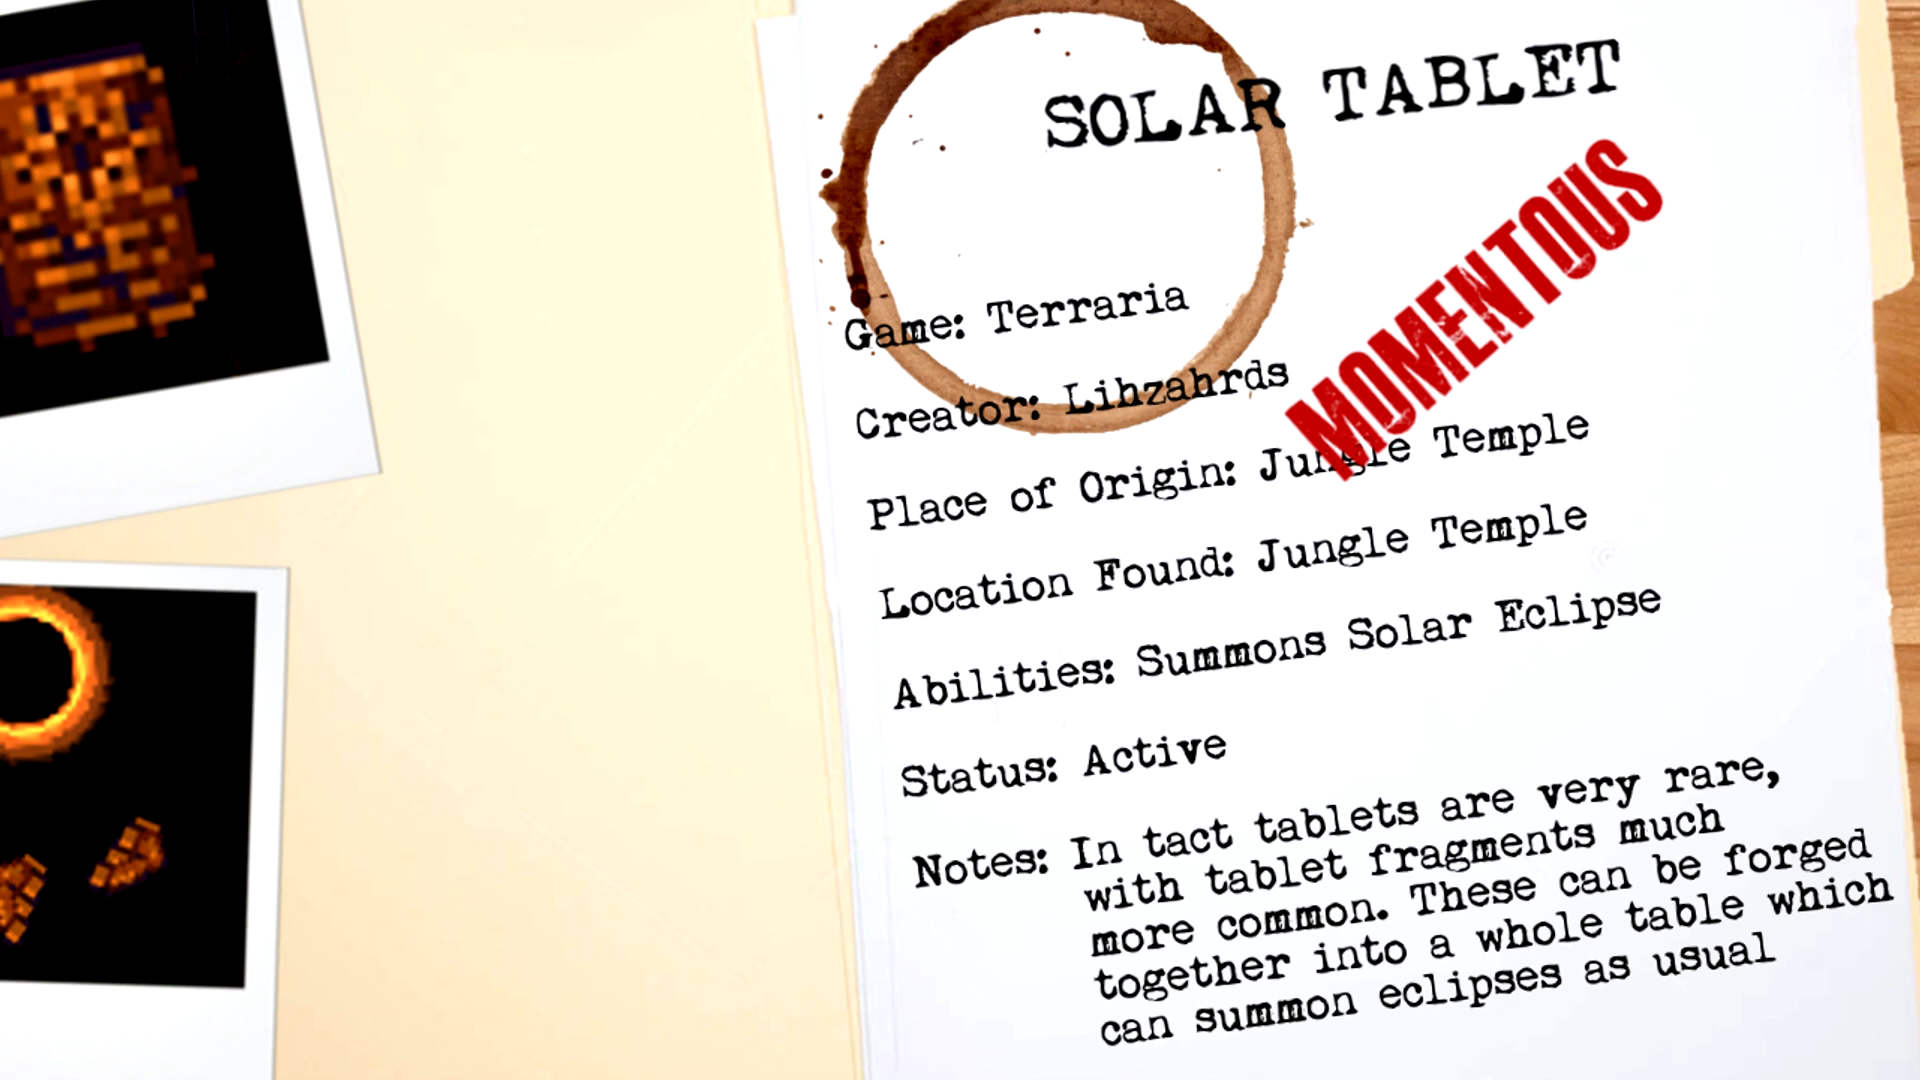 SOLAR TABLET
MOMENTOUS
Game: Terraria
Creator: Lihzahrds
Place of Origin: Jungle Temple
Location Found: Jungle Temple
Abilities: Summons Solar Eclipse
Status: Active
Notes: In tact tablets are very rare,
with tablet fragments much
more common. These can be forged
together into a whole table which
can summon eclipses as usual